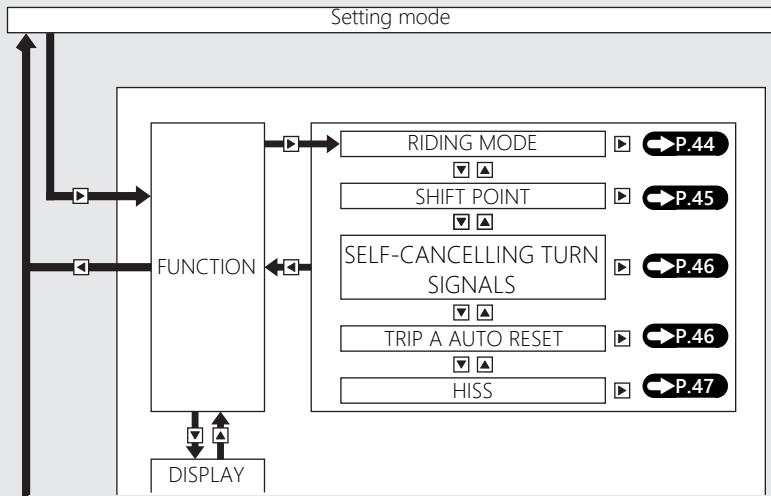 Setting mode
FUNCTION
RIDING MODE
P.44
SHIFT POINT
P.45
SELF-CANCELLING TURN
SIGNALS
P.46
TRIP A AUTO RESET
P.46
HISS
P.47
DISPLAY